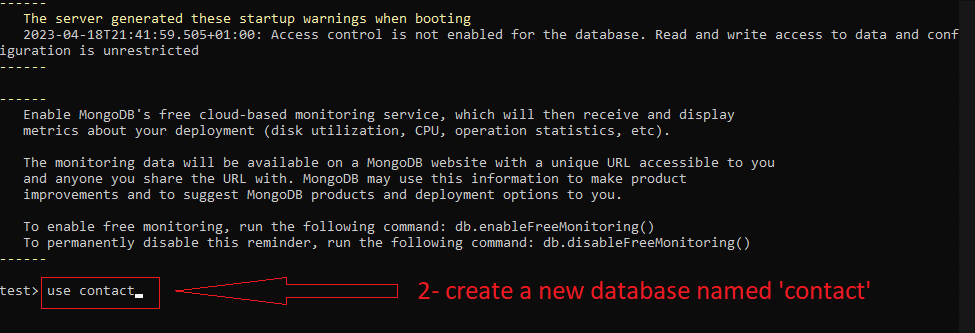 ------
The server generated these startup warnings when booting
2023-04-18T21:41:59.505+01:00: Access control is not enabled for the database. Read and write access to data and conf
iguration is unrestricted
------
------
Enable MongoDB's free cloud-based monitoring service, which will then receive and display
metrics about your deployment (disk utilization, CPU, operation statistics, etc).
The monitoring data will be available on a MongoDB website with a unique URL accessible to you
and anyone you share the URL with. MongoDB may use this information to make product
improvements and to suggest MongoDB products and deployment options to you.
To enable free monitoring, run the following command: db.enableFreeMonitoring()
To permanently disable this reminder, run the following command: db.disableFreeMonitoring()
------
test> use contact
2- create a new database named 'contact'